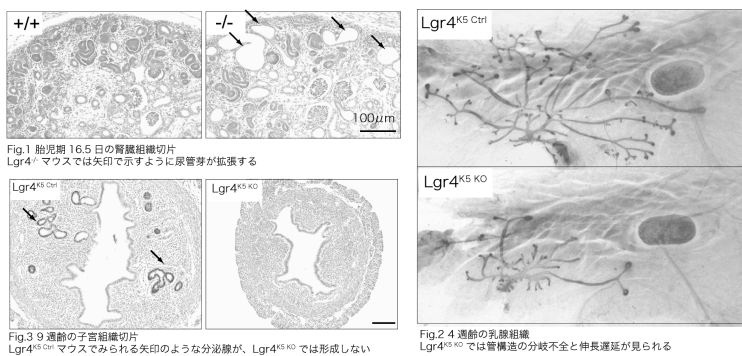 +/+
-/-
100μm
Fig.1 胎児期 16.5 日の腎臓組織切片
Lgr4-/- マウスでは矢印で示すように尿管芽が拡張する
Lgr4K5 Ctrl
Lgr4K5 KO
Fig.3 9 週齢の子宮組織切片
Lgr4K5 Ctrl マウスでみられる矢印のような分泌腺が、Lgr4K5 KO では形成しない
Lgr4K5 Ctrl
Lgr4K5 KO
Fig.2 4 週齢の乳腺組織
Lgr4K5 KO では管構造の分岐不全と伸長遅延が見られる